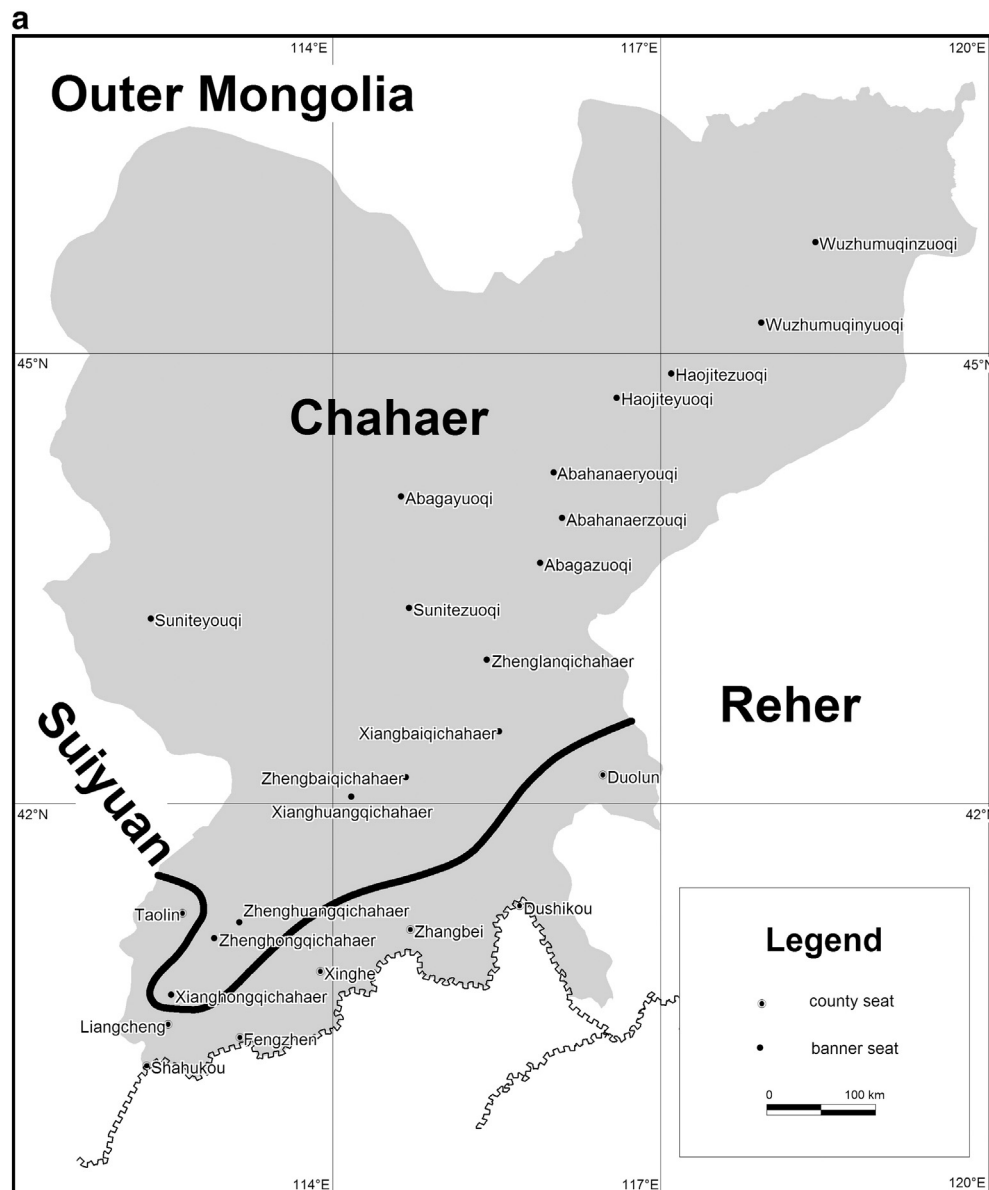 a
114°E
117°E
120°E
Outer Mongolia
Wuzhumuqinzuoqi
Wuzhumuqinyuoqi
45°N
45°N
Haojitezuoqi
Haojiteyuoqi
Chahaer
Abahanaeryouqi
Abagayuoqi
Abahanaerzouqi
Abagazuoqi
Sunitezuoqi
Suniteyouqi
Zhenglanqichahaer
Reher
Suiyuan
Xiangbaiqichahaer
Zhengbaiqichahaer
Duolun
Xianghuangqichahaer
42°N
42°N
Taolin
Zhenghuangqichahaer
Dushikou
Zhenghongqichahaer
Zhangbei
Legend
Xinghe
Xianghongqichahaer
county seat
Liangcheng
Fengzhen
banner seat
Shahukou
0
100 km
114°E
117°E
120°E